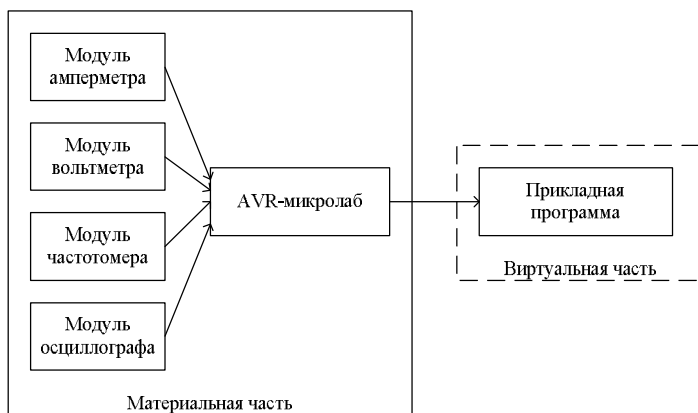 Модуль
амперметра
Модуль
вольтметра
Модуль
частотомера
Модуль
осциллографа
AVR-микролаб
Материальная часть
Прикладная
программа
Виртуальная часть